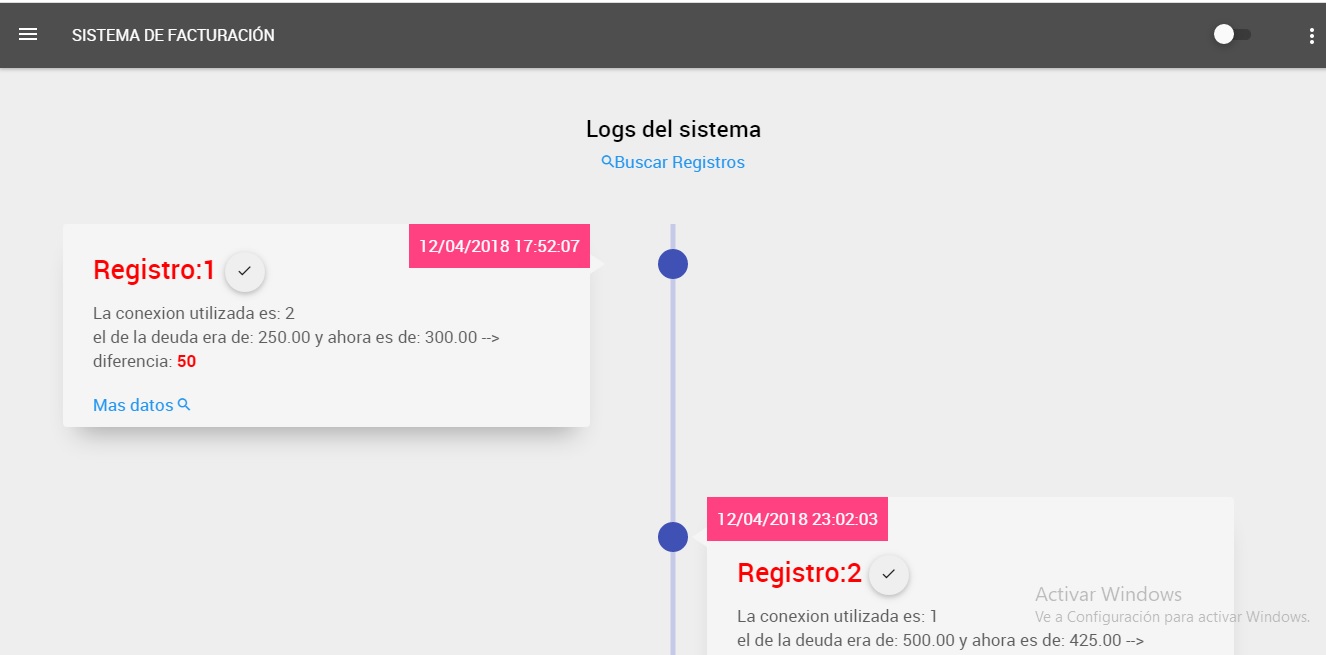 SISTEMA DE FACTURACIÓN
Logs del sistema
Buscar Registros
12/04/2018 17:52:07
Registro:1
La conexion utilizada es: 2
el de la deuda era de: 250.00 y ahora es de: 300.00 -->
diferencia: 50
Mas datos
12/04/2018 23:02:03
Registro:2
La conexion utilizada es: 1
el de la deuda era de: 500.00 y ahora es de: 425.00 -->
Activar Windows
Ve a Configuración para activar Windows.